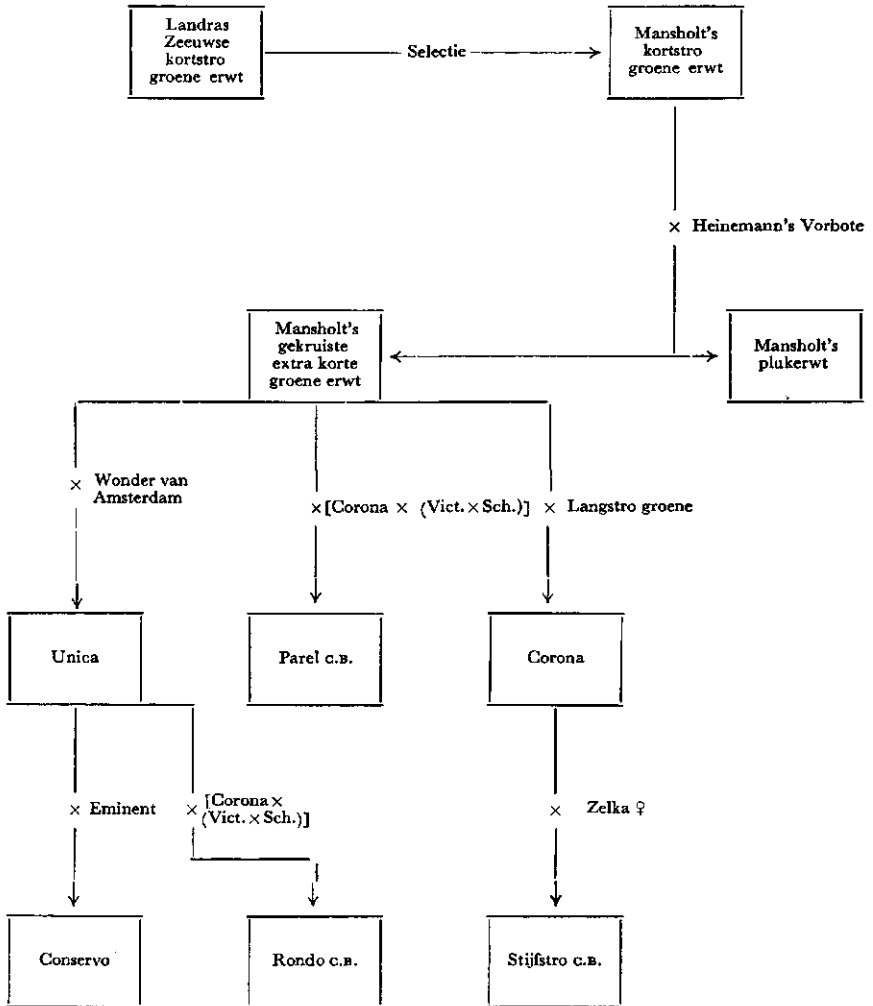 Landras
Zeeuwse
kortstro
groene erwt
Selectie
Mansholt's
kortstro
groene erwt
× Heinemann's Vorbote
Mansholt's
gekruiste
extra korte
groene erwt
Mansholt's
plukerwt
× Wonder van
Amsterdam
×[Corona × (Vict.×Sch.)]
× Langstro groene
Unica
Parel C.B.
Corona
× Eminent
× [Corona×
(Vict.×Sch.)]
× Zelka ♀
Conservo
Rondo C.B.
Stijfstro C.B.